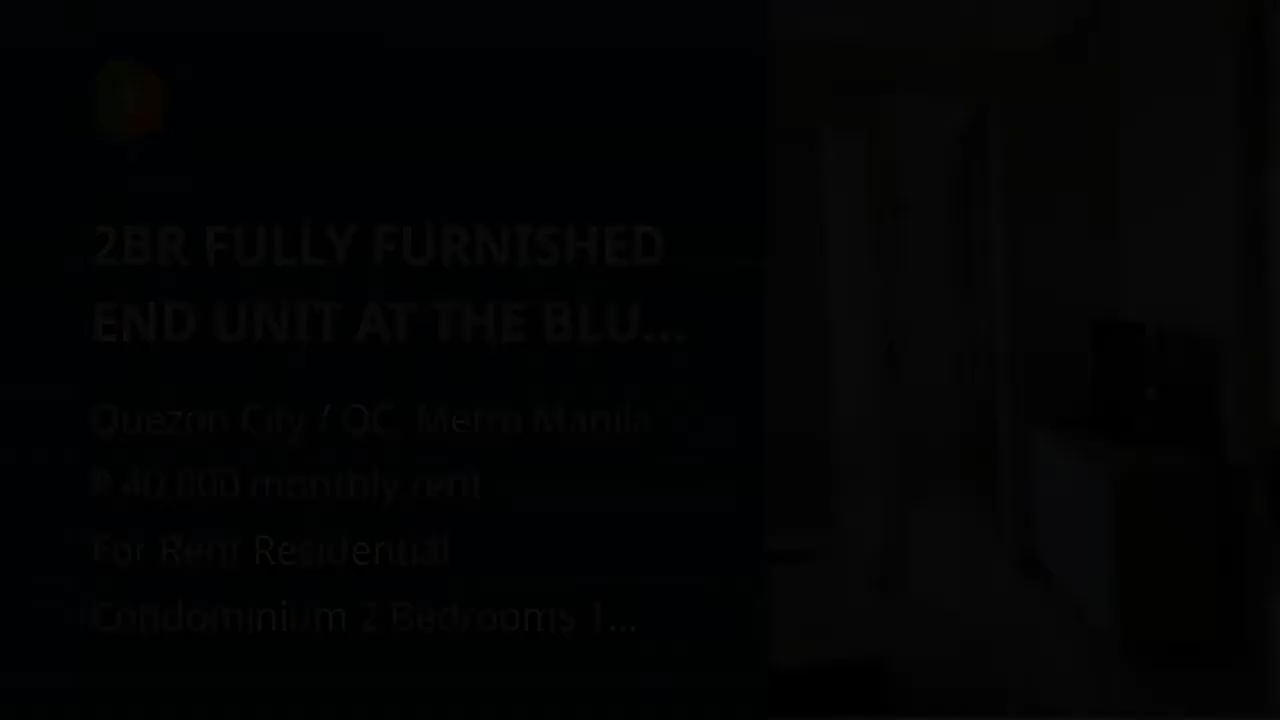 2BR FULLY FURNISHED
END UNIT AT THE BLU...
Quezon City / QC, Metro Manila
₱ 40,000 monthly rent
For Rent Residential
Condominium 2 Bedrooms 1...